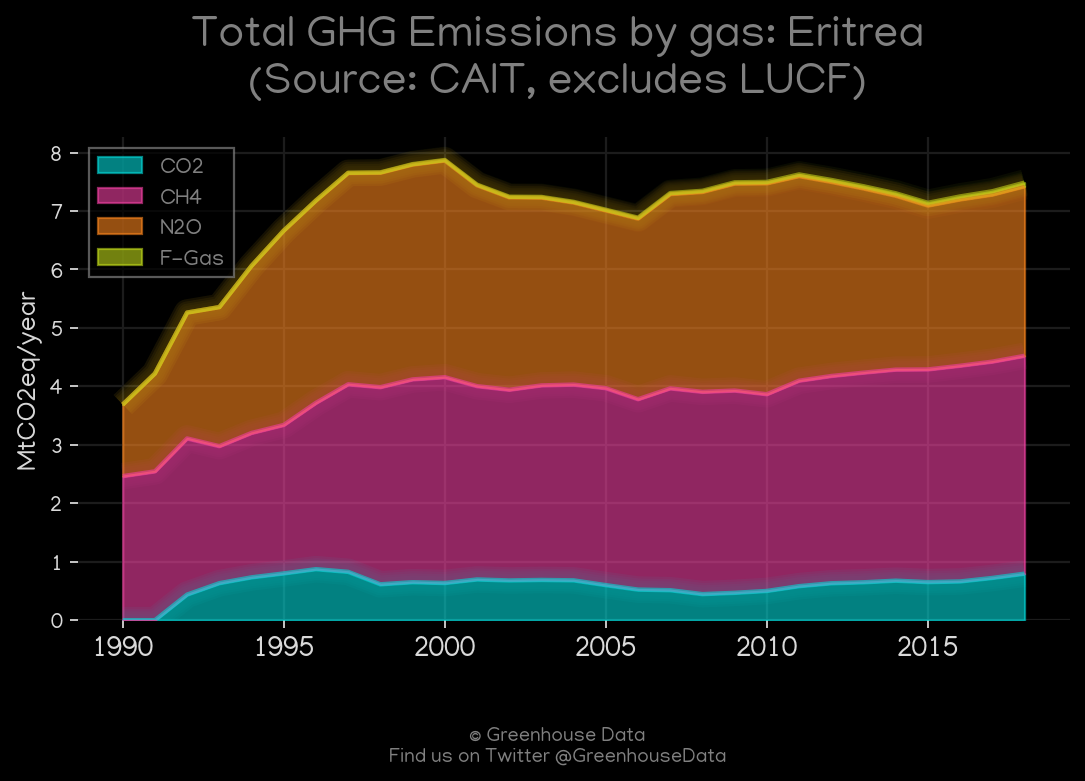 Total GHG Emissions by gas: Eritrea
(Source: CAIT, excludes LUCF)
CO2
CH4
N2O
F-Gas
MtCO2eq/year
8
7
6
5
4
3
2
1
0
1990 1995 2000 2005 2010 2015
© Greenhouse Data
Find us on Twitter @GreenhouseData